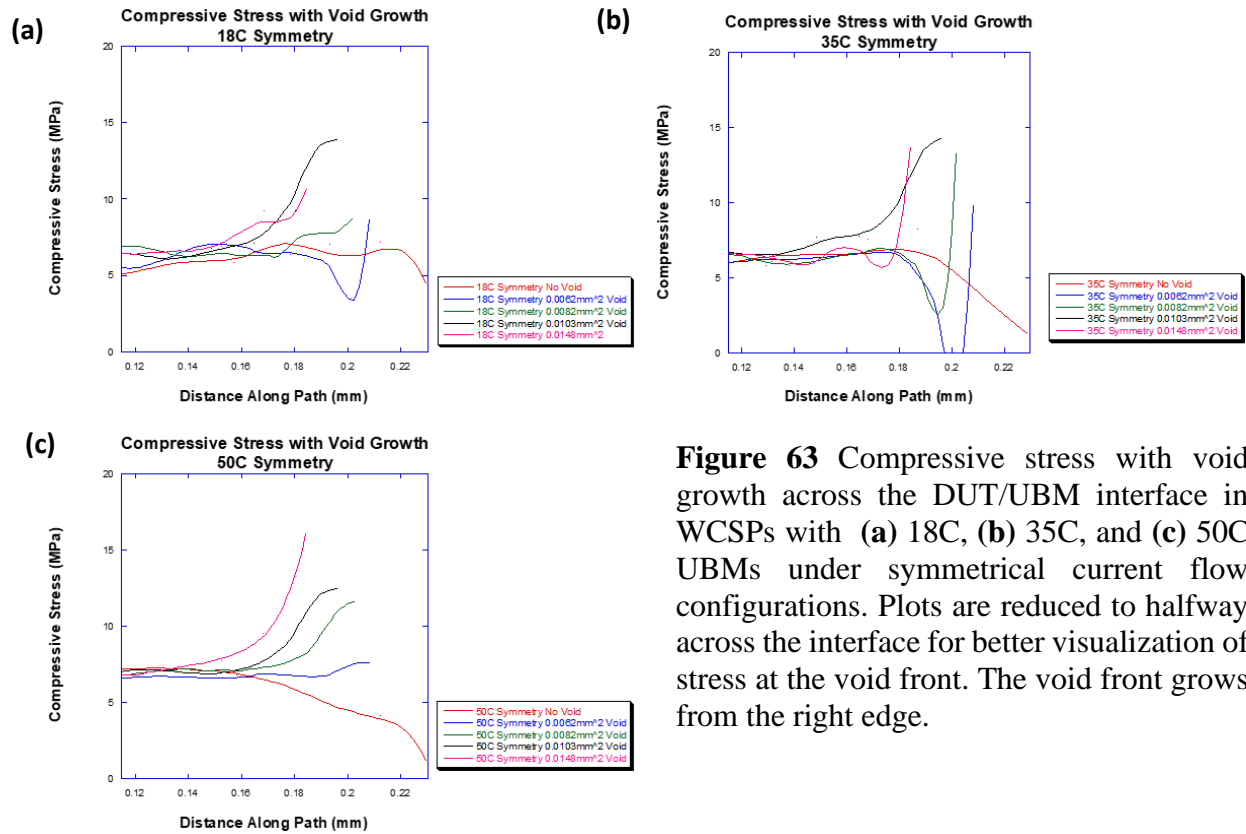 (a)
Compressive Stress with Void Growth
18C Symmetry
20
15
10
5
0
Compressive Stress (MPa)
0.12 0.14 0.16 0.18 0.2 0.22
Distance Along Path (mm)
18C Symmetry No Void
18C Symmetry 0.0062mm^2 Void
18C Symmetry 0.0082mm^2 Void
18C Symmetry 0.0103mm^2 Void
18C Symmetry 0.0148mm^2
(b)
Compressive Stress with Void Growth
35C Symmetry
20
15
10
5
0
Compressive Stress (MPa)
0.12 0.14 0.16 0.18 0.2 0.22
Distance Along Path (mm)
35C Symmetry No Void
35C Symmetry 0.0062mm^2 Void
35C Symmetry 0.0082mm^2 Void
35C Symmetry 0.0103mm^2 Void
35C Symmetry 0.0148mm^2 Void
(c)
Compressive Stress with Void Growth
50C Symmetry
20
15
10
5
0
Compressive Stress (MPa)
0.12 0.14 0.16 0.18 0.2 0.22
Distance Along Path (mm)
50C Symmetry No Void
50C Symmetry 0.0062mm^2 Void
50C Symmetry 0.0082mm^2 Void
50C Symmetry 0.0103mm^2 Void
50C Symmetry 0.0148mm^2 Void
Figure 63 Compressive stress with void
growth across the DUT/UBM interface in
WCSPs with (a) 18C, (b) 35C, and (c) 50C
UBMs under symmetrical current flow
configurations. Plots are reduced to halfway
across the interface for better visualization of
stress at the void front. The void front grows
from the right edge.